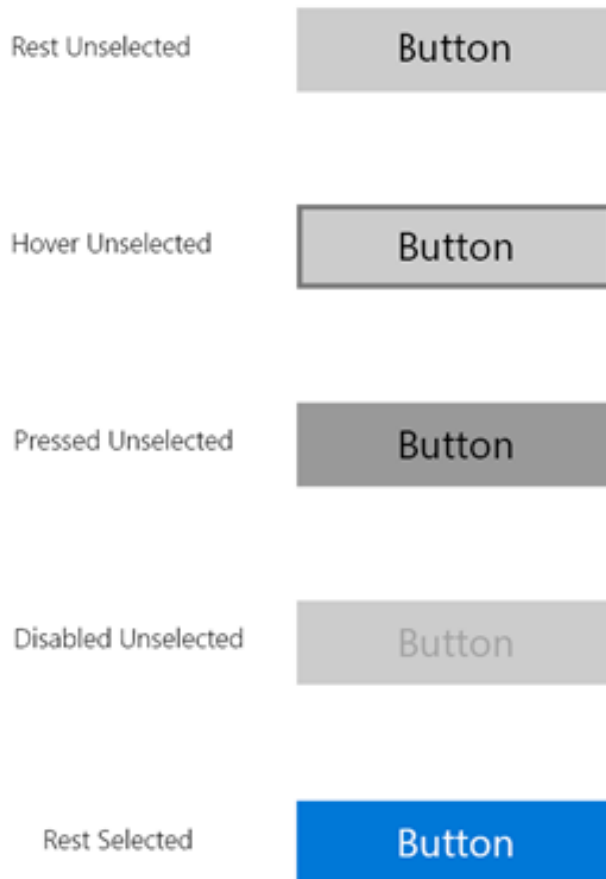 Rest Unselected Button
Hover Unselected Button
Pressed Unselected Button
Disabled Unselected Button
Rest Selected Button